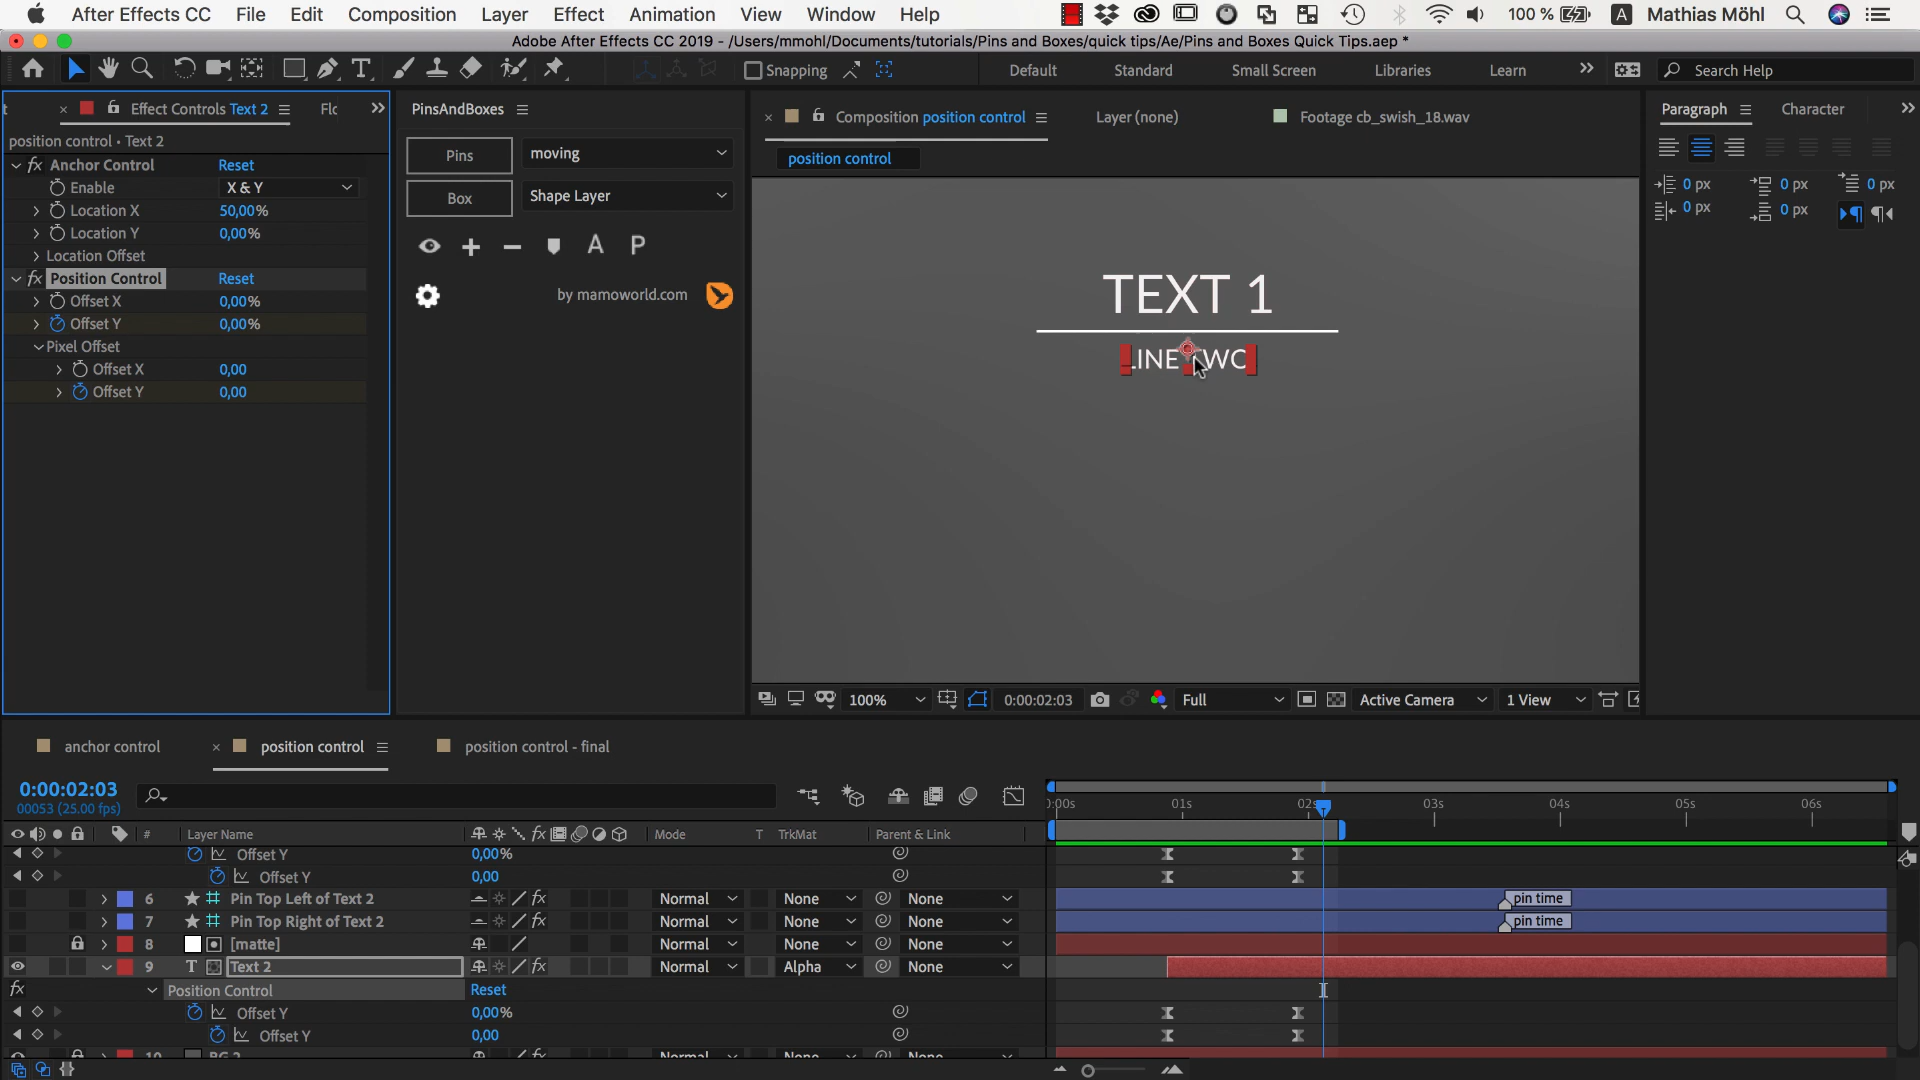 After Effects CC File Edit Composition Layer Effect Animation View Window Help 100 % A Mathias Möhl
Adobe After Effects CC 2019 - /Users/mmohl/Documents/tutorials/Pins and Boxes/quick tips/Ae/Pins and Boxes Quick Tips.aep *
Snapping Default Standard Small Screen Libraries Learn Search Help
Effect Controls Text 2
PinsAndBoxes
Composition position control Layer (none) Footage cb_swish_18.wav
Paragraph Character
position control • Text 2
position control
Anchor Control Reset
Enable X & Y
Location X 50,00%
Location Y 0,00%
Location Offset
Position Control Reset
Offset X 0,00%
Offset Y 0,00%
Pixel Offset
Offset X 0,00
Offset Y 0,00
Pins moving
Box Shape Layer
A P
by mamoworld.com
TEXT 1
0 px 0 px 0 px
0 px 0 px
100% 0:00:02:03 Full Active Camera 1 View
anchor control position control position control - final
0:00:02:03
00053 (25.00 fps)
01s 03s 04s 05s 06s
# Layer Name Mode T TrkMat Parent & Link
Offset Y 0,00%
Offset Y 0,00
6 Pin Top Left of Text 2 Normal None None pin time
7 Pin Top Right of Text 2 Normal None None pin time
8 [matte] Normal None None
9 T Text 2 Normal Alpha None
Position Control Reset
Offset Y 0,00%
Offset Y 0,00